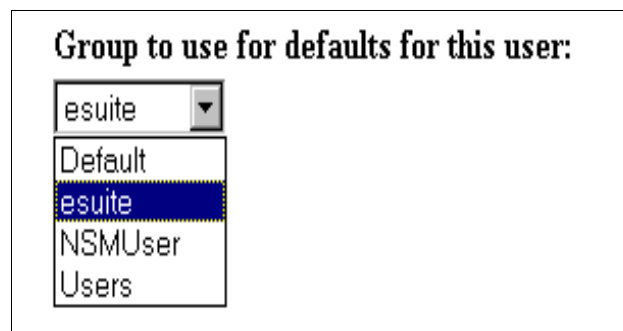 Group to use for defaults for this user:
esuite
Default
esuite
NSMUser
Users